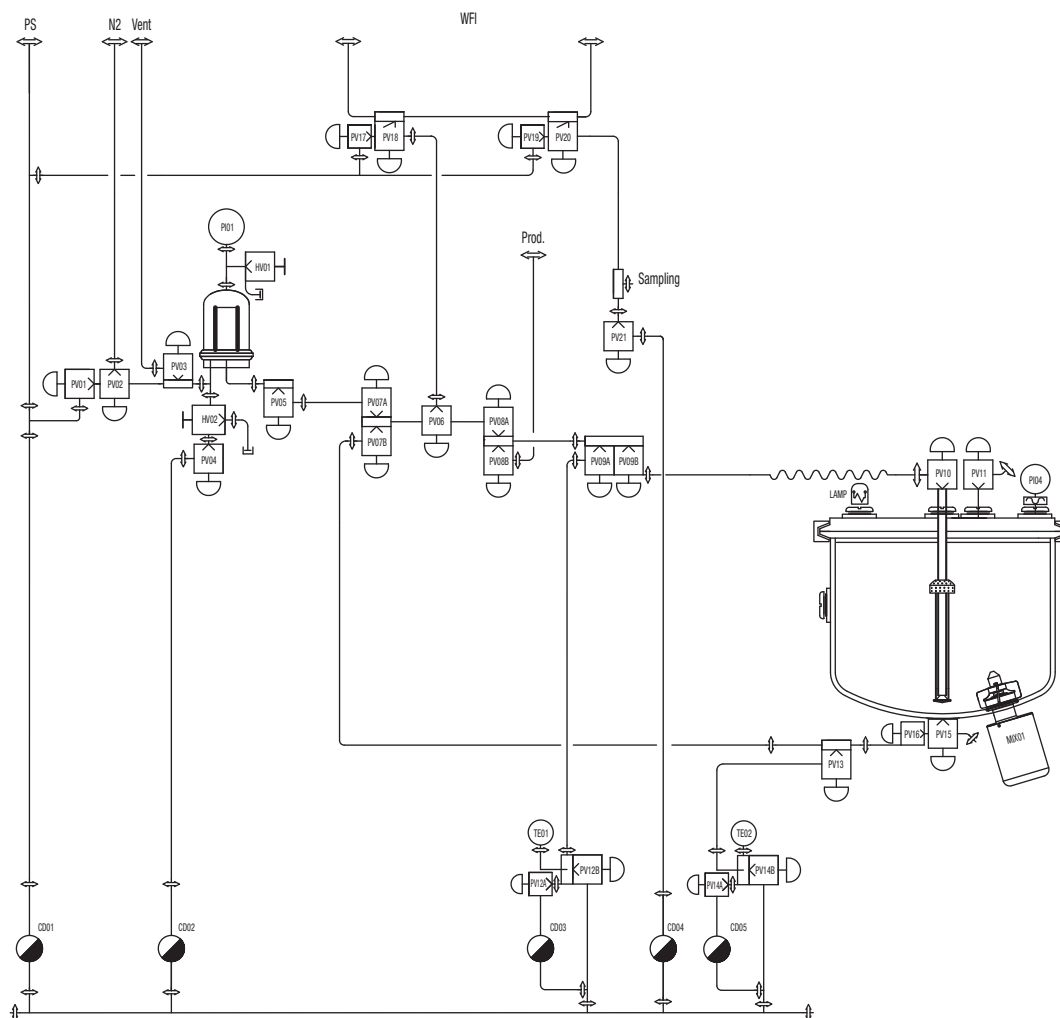 PS
N2
Vent
WFI
PV17
PV18
PV19
PV20
PI01
HV01
Prod.
Sampling
PV21
PV03
PV01
PV02
PV05
PV07A
PV07B
HV02
PV04
PV06
PV08A
PV08B
PV09A
PV09B
PV10
PV11
PI04
LAMP
PV16
PV15
MIX01
PV13
TE01
TE02
PV12A
PV12B
PV14A
PV14B
CD01
CD02
CD03
CD04
CD05